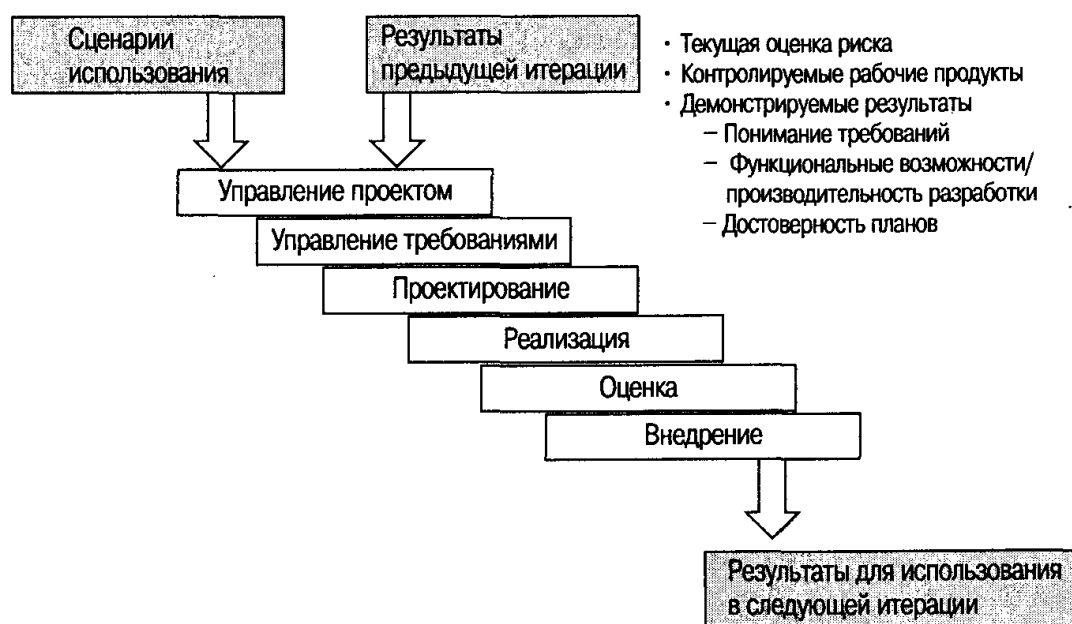 Сценарии
использования
Результаты
предыдущей итерации
· Текущая оценка риска
· Контролируемые рабочие продукты
· Демонстрируемые результаты
– Понимание требований
– Функциональные возможности/
производительность разработки
– Достоверность планов
Управление проектом
Управление требованиями
Проектирование
Реализация
Оценка
Внедрение
Результаты для использования
в следующей итерации